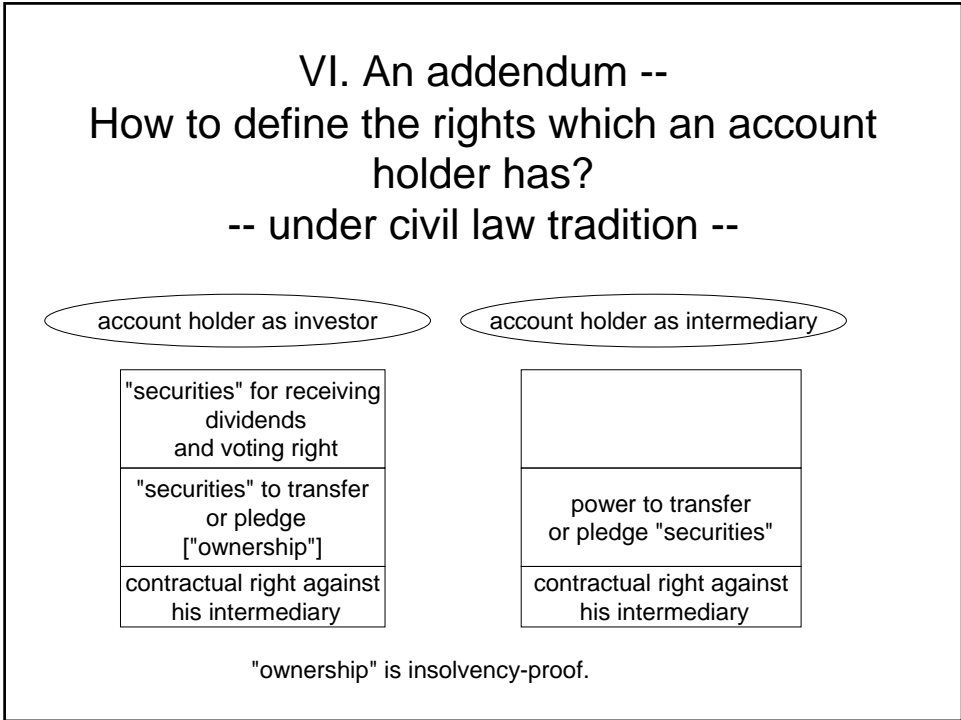 VI. An addendum --
How to define the rights which an account
holder has?
-- under civil law tradition --
account holder as investor
account holder as intermediary
"securities" for receiving
dividends
and voting right
"securities" to transfer
or pledge
["ownership"]
contractual right against
his intermediary
power to transfer
or pledge "securities"
contractual right against
his intermediary
"ownership" is insolvency-proof.